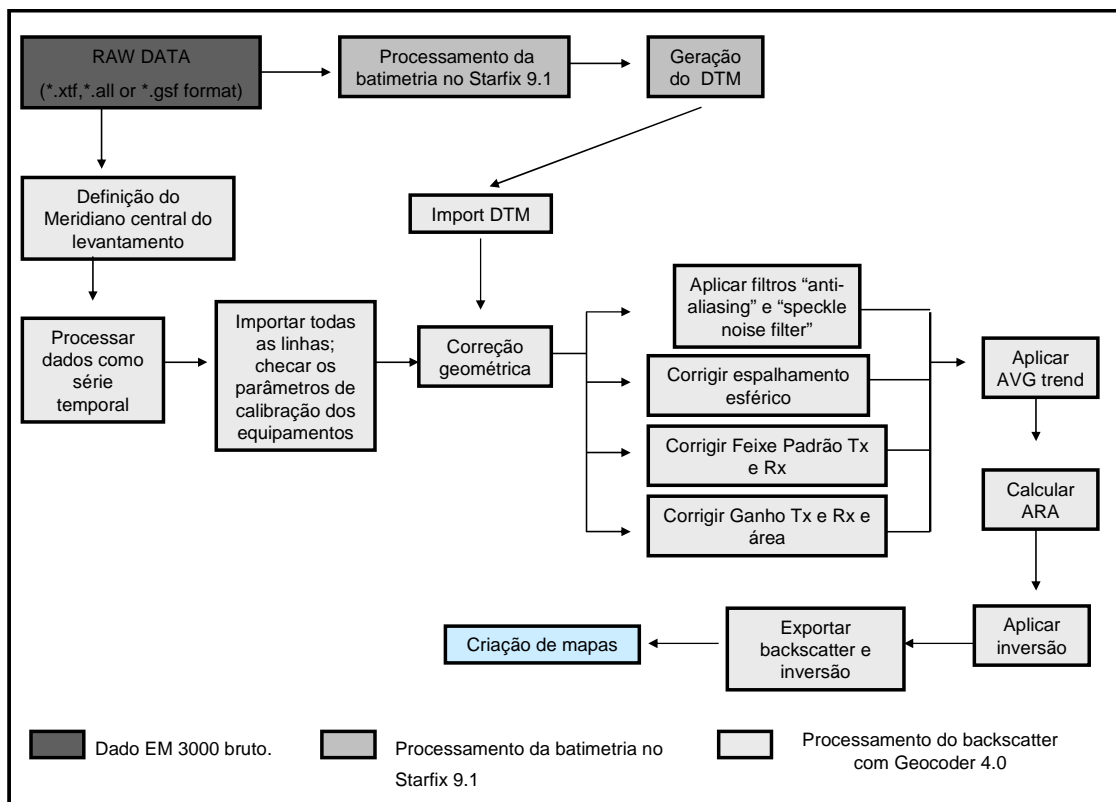 RAW DATA
(*.xtf,*.all or *.gsf format)
Processamento da
batimetria no Starfix 9.1
Geração
do DTM
Definição do
Meridiano central do
levantamento
Import DTM
Processar
dados como
série
temporal
Importar todas
as linhas;
checar os
parâmetros de
calibração dos
equipamentos
Correção
geométrica
Aplicar filtros “anti-
aliasing” e “speckle
noise filter”
Corrigir espalhamento
esférico
Corrigir Feixe Padrão Tx
e Rx
Corrigir Ganho Tx e Rx e
área
Aplicar
AVG trend
Calcular
ARA
Aplicar
inversão
Exportar
backscatter e
inversão
Criação de mapas
Dado EM 3000 bruto.
Processamento da batimetria no
Starfix 9.1
Processamento do backscatter
com Geocoder 4.0